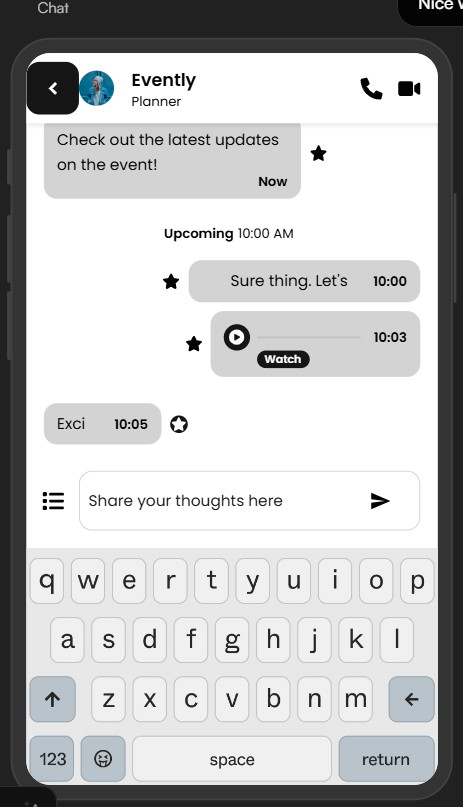 Chat
Nice
Evently
Planner
Check out the latest updates
on the event!
Now
Upcoming 10:00 AM
Sure thing. Let's 10:00
10:03
Watch
Exci 10:05
Share your thoughts here
q w e r t y u i o p
a s d f g h j k l
z x c v b n m
123 space return